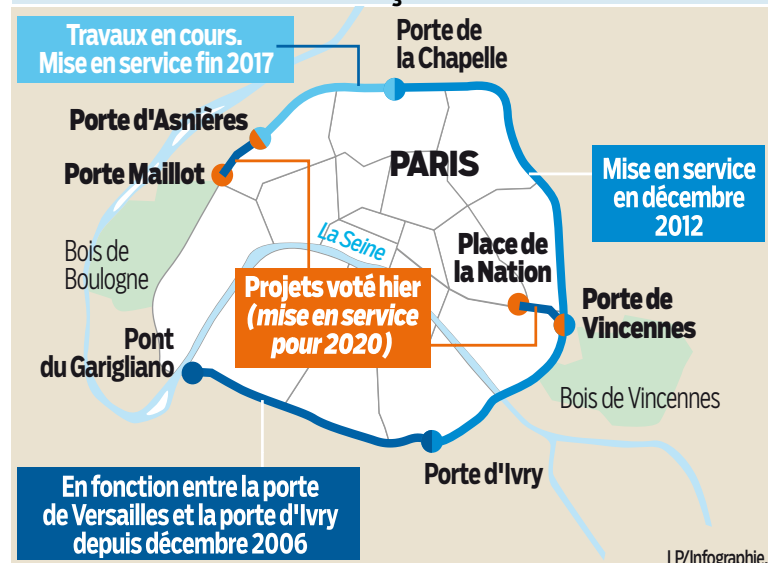 Travaux en cours.
Mise en service fin 2017
Porte de
la Chapelle
Porte d'Asnières
Porte Maillot
PARIS
Mise en service
en décembre
2012
Bois de
Boulogne
La Seine
Place de
la Nation
Projets voté hier
(mise en service
pour 2020)
Porte de
Vincennes
Pont
du Garigliano
Bois de Vincennes
Porte d'Ivry
En fonction entre la porte
de Versailles et la porte d'Ivry
depuis décembre 2006
LP/Infographie.